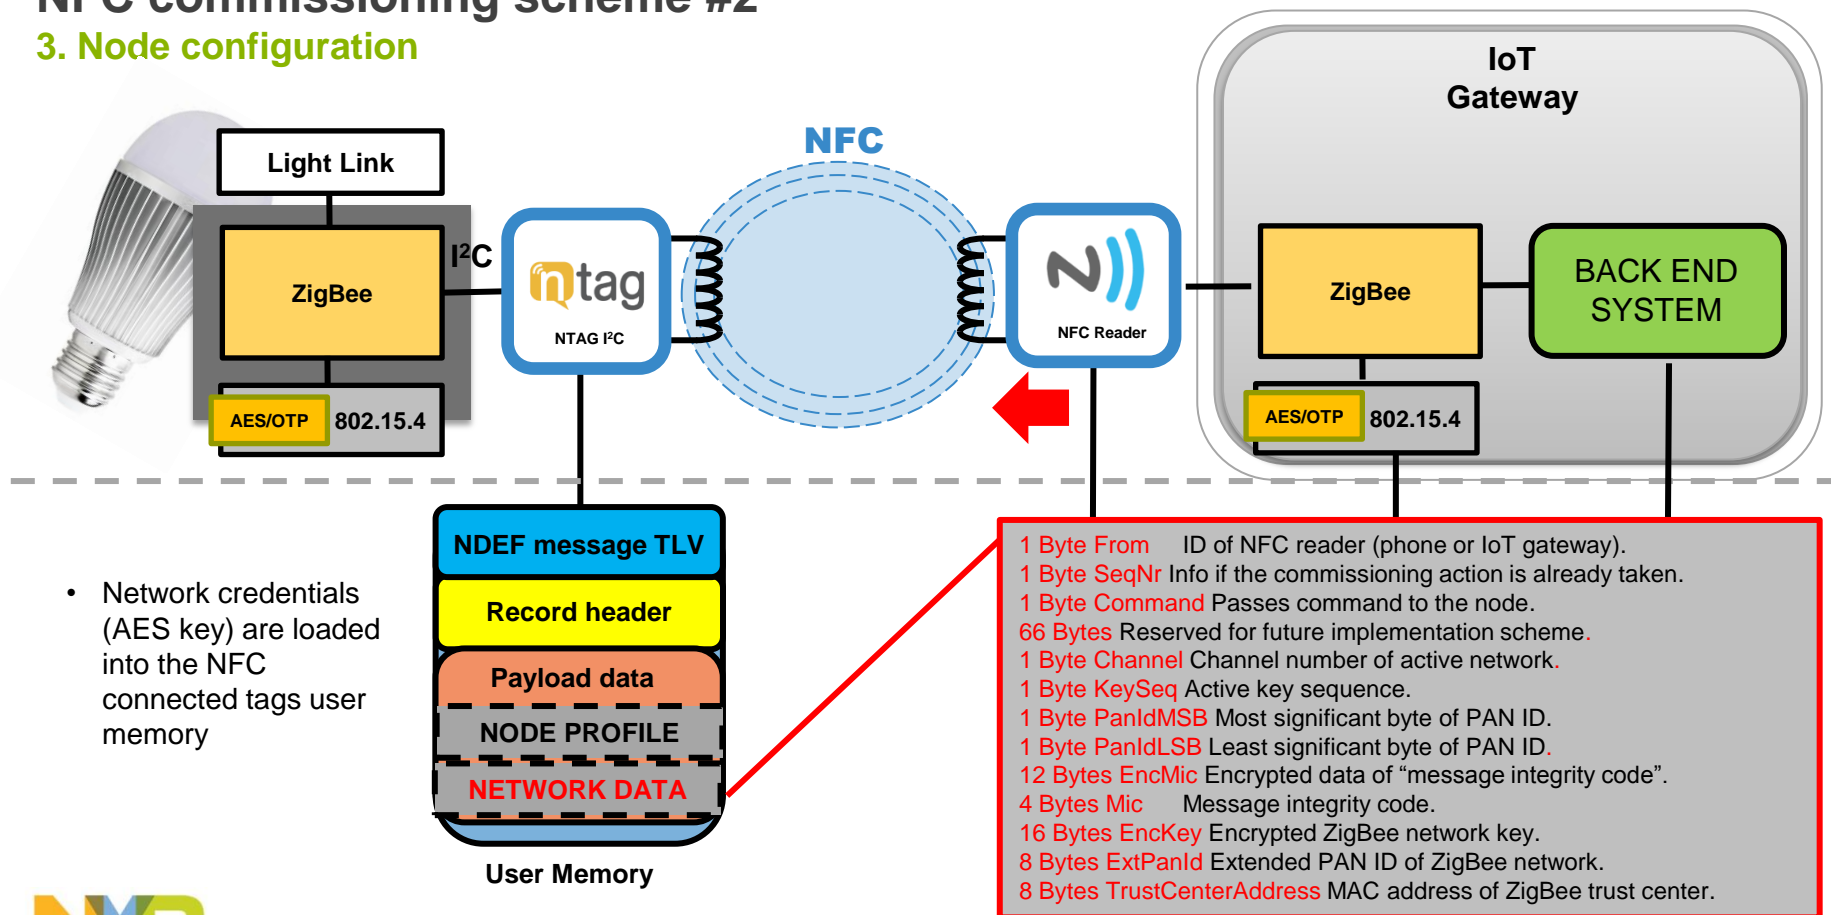 NFC commissioning scheme #2
3. Node configuration
IoT
Gateway
NFC
Light Link
ZigBee
I²C
ntag
NTAG I²C
NFC Reader
ZigBee
BACK END
SYSTEM
AES/OTP
802.15.4
AES/OTP
802.15.4
• Network credentials
(AES key) are loaded
into the NFC
connected tags user
memory
NDEF message TLV
Record header
Payload data
NODE PROFILE
NETWORK DATA
User Memory
1 Byte From ID of NFC reader (phone or IoT gateway).
1 Byte SeqNr Info if the commissioning action is already taken.
1 Byte Command Passes command to the node.
66 Bytes Reserved for future implementation scheme.
1 Byte Channel Channel number of active network.
1 Byte KeySeq Active key sequence.
1 Byte PanIdMSB Most significant byte of PAN ID.
1 Byte PanIdLSB Least significant byte of PAN ID.
12 Bytes EncMic Encrypted data of “message integrity code”.
4 Bytes Mic Message integrity code.
16 Bytes EncKey Encrypted ZigBee network key.
8 Bytes ExtPanId Extended PAN ID of ZigBee network.
8 Bytes TrustCenterAddress MAC address of ZigBee trust center.
NXP